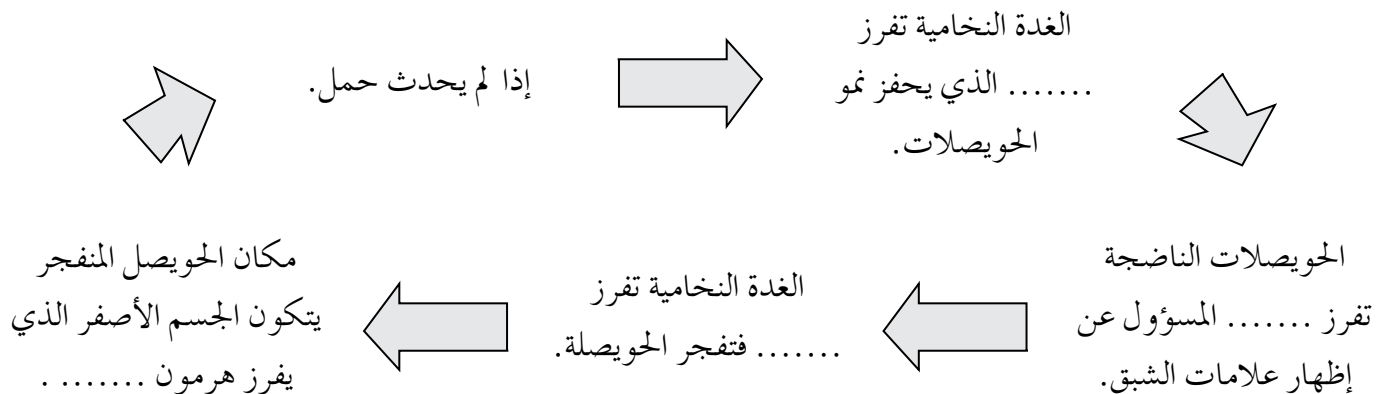 إذا لم يحدث حمل.
الغدة النخامية تفرز
....... الذي يحفز نمو
الحويصلات.
الحويصلات الناضجة
تفرز ....... المسؤول عن
إظهار علامات الشبق.
الغدة النخامية تفرز
....... فتفجر الحويصلة.
مكان الحويصل المنفجر
يتكون الجسم الأصفر الذي
يفرز هرمون ....... .